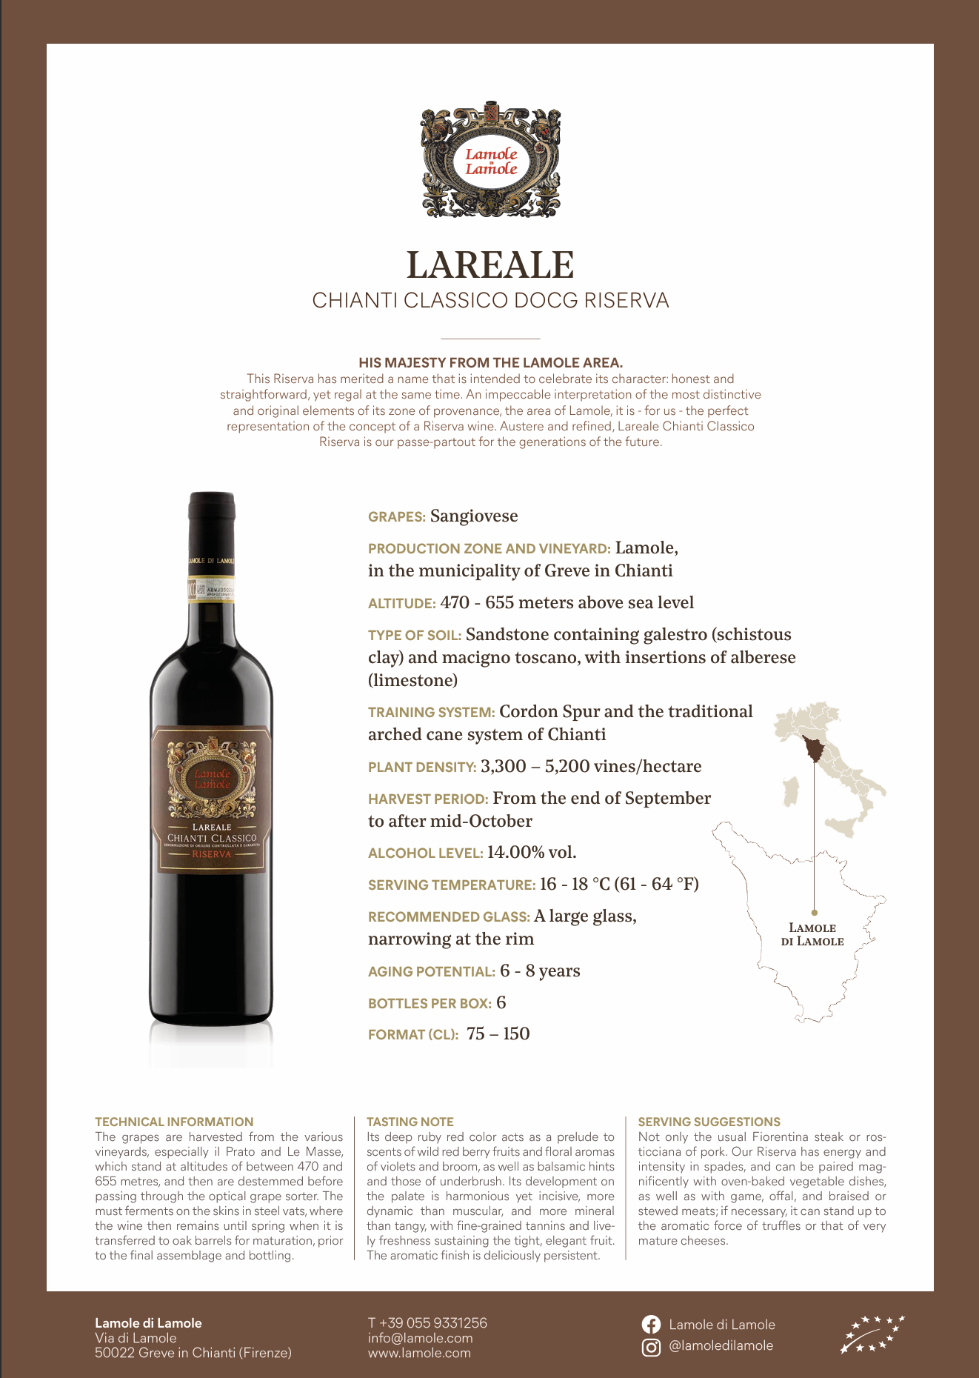 Lamole
di
Lamole
LAREALE
CHIANTI CLASSICO DOCG RISERVA
HIS MAJESTY FROM THE LAMOLE AREA.
This Riserva has merited a name that is intended to celebrate its character: honest and
straightforward, yet regal at the same time. An impeccable interpretation of the most distinctive
and original elements of its zone of provenance, the area of Lamole, it is - for us - the perfect
representation of the concept of a Riserva wine. Austere and refined, Lareale Chianti Classico
Riserva is our passe-partout for the generations of the future.
LAMOLE DI LAMOLE
Lamole
Lamole
LAREALE
CHIANTI CLASSICO
DENOMINAZIONE DI ORIGINE CONTROLLATA E GARANTITA
RISERVA
GRAPES: Sangiovese
PRODUCTION ZONE AND VINEYARD: Lamole,
in the municipality of Greve in Chianti
ALTITUDE: 470 - 655 meters above sea level
TYPE OF SOIL: Sandstone containing galestro (schistous
clay) and macigno toscano, with insertions of alberese
(limestone)
TRAINING SYSTEM: Cordon Spur and the traditional
arched cane system of Chianti
PLANT DENSITY: 3,300 – 5,200 vines/hectare
HARVEST PERIOD: From the end of September
to after mid-October
ALCOHOL LEVEL: 14.00% vol.
SERVING TEMPERATURE: 16 - 18 °C (61 - 64 °F)
RECOMMENDED GLASS: A large glass,
narrowing at the rim
AGING POTENTIAL: 6 - 8 years
BOTTLES PER BOX: 6
FORMAT (CL): 75 – 150
LAMOLE
DI LAMOLE
TECHNICAL INFORMATION
The grapes are harvested from the various
vineyards, especially il Prato and Le Masse,
which stand at altitudes of between 470 and
655 metres, and then are destemmed before
passing through the optical grape sorter. The
must ferments on the skins in steel vats, where
the wine then remains until spring when it is
transferred to oak barrels for maturation, prior
to the final assemblage and bottling.
TASTING NOTE
Its deep ruby red color acts as a prelude to
scents of wild red berry fruits and floral aromas
of violets and broom, as well as balsamic hints
and those of underbrush. Its development on
the palate is harmonious yet incisive, more
dynamic than muscular, and more mineral
than tangy, with fine-grained tannins and live-
ly freshness sustaining the tight, elegant fruit.
The aromatic finish is deliciously persistent.
SERVING SUGGESTIONS
Not only the usual Fiorentina steak or ros-
ticciana of pork. Our Riserva has energy and
intensity in spades, and can be paired mag-
nificently with oven-baked vegetable dishes,
as well as with game, offal, and braised or
stewed meats; if necessary, it can stand up to
the aromatic force of truffles or that of very
mature cheeses.
Lamole di Lamole
Via di Lamole
50022 Greve in Chianti (Firenze)
T +39 055 9331256
info@lamole.com
www.lamole.com
Lamole di Lamole
@lamoledilamole